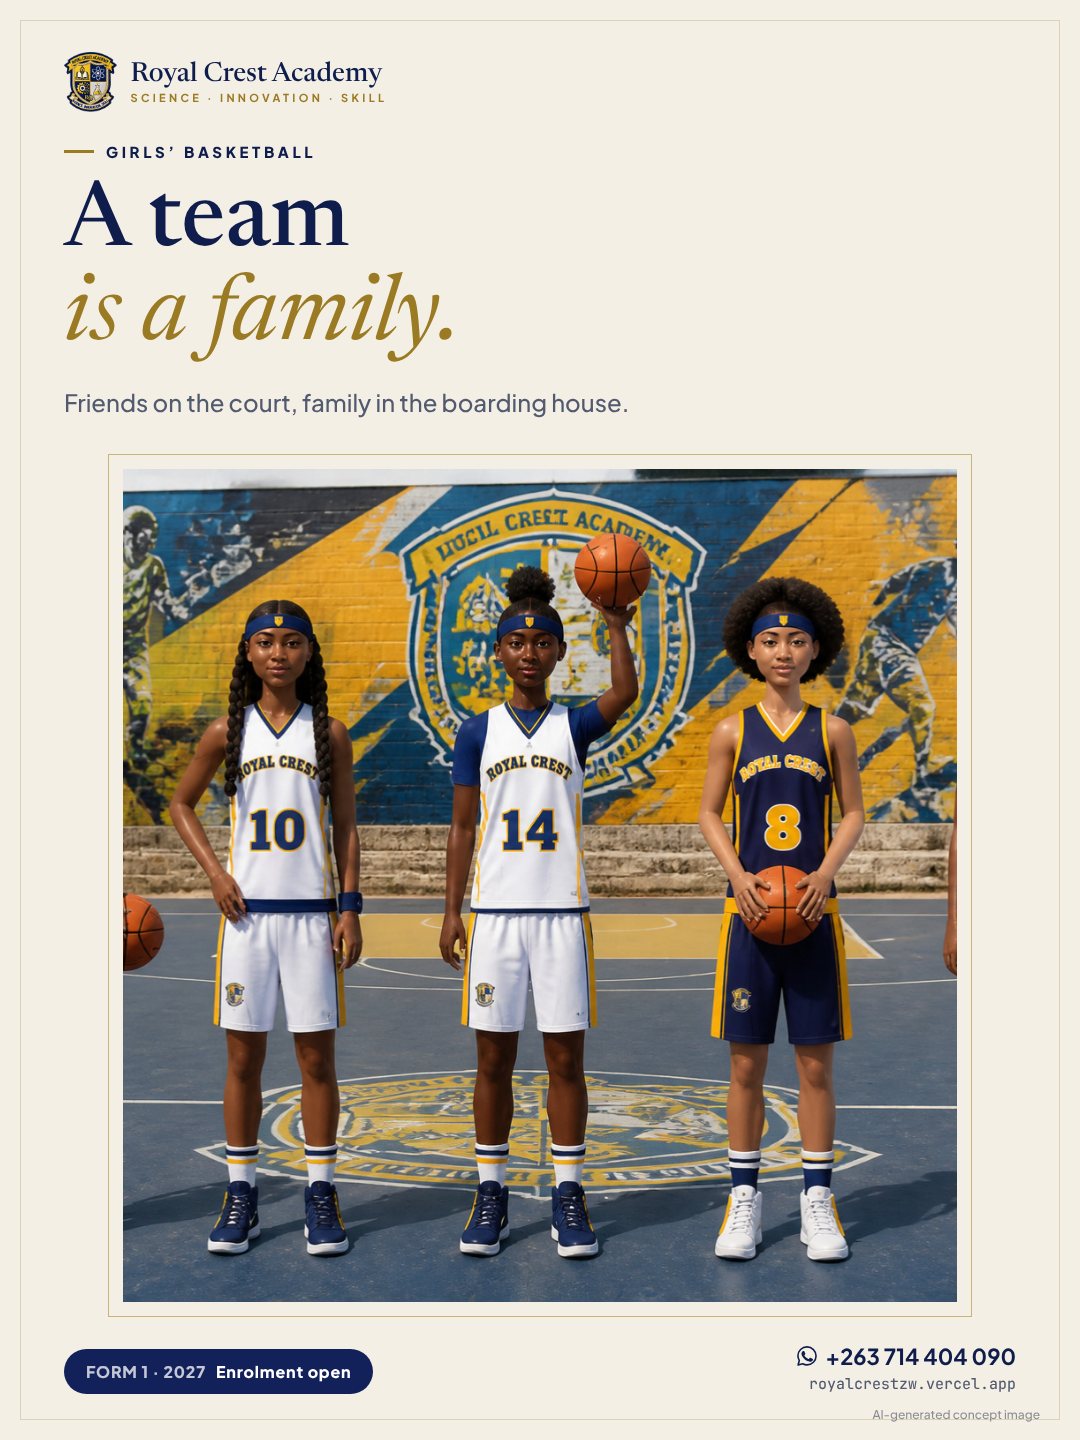 Royal Crest Academy
SCIENCE · INNOVATION · SKILL
GIRLS’ BASKETBALL
A team
is a family.
Friends on the court, family in the boarding house.
ROYAL CREST
10
ROYAL CREST
14
ROYAL CREST
8
FORM 1 · 2027 Enrolment open
+263 714 404 090
royalcrestzw.vercel.app
AI-generated concept image